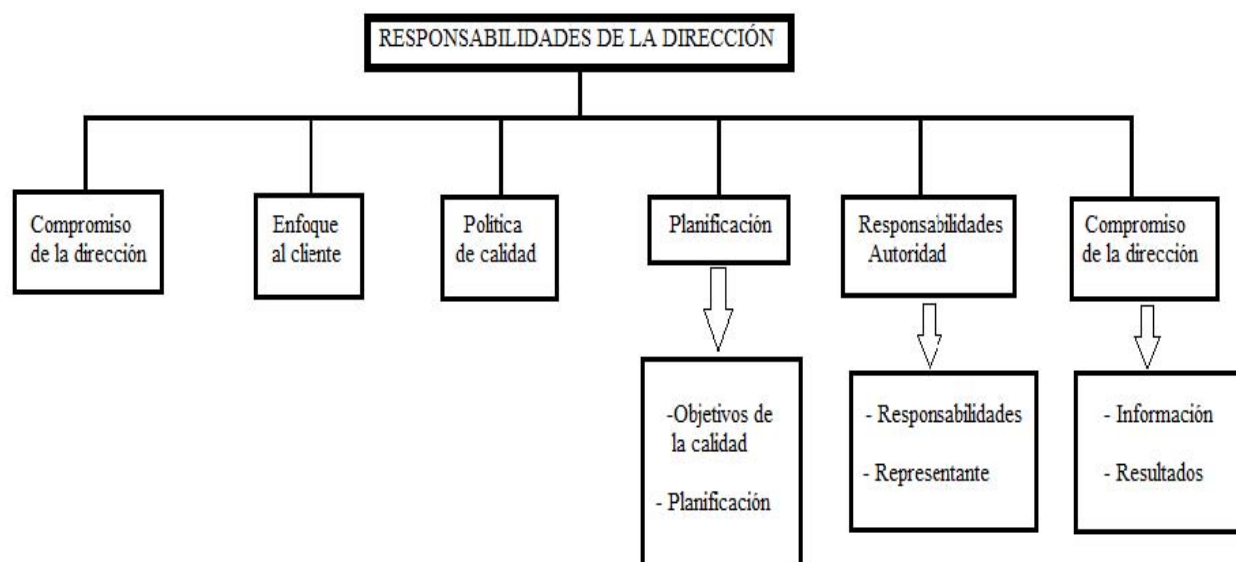 RESPONSABILIDADES DE LA DIRECCIÓN
Compromiso
de la dirección
Enfoque
al cliente
Política
de calidad
Planificación
Responsabilidades
Autoridad
Compromiso
de la dirección
-Objetivos de
la calidad
- Planificación
- Responsabilidades
- Representante
- Información
- Resultados